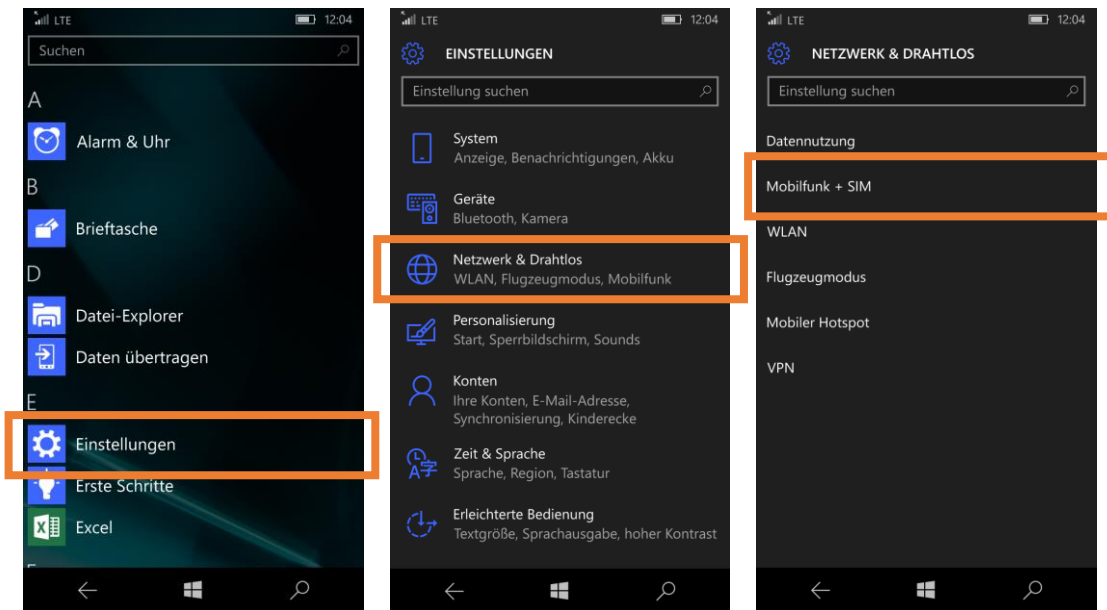 LTE 12:04
Suchen
A
Alarm & Uhr
B
Brieftasche
D
Datei-Explorer
Daten übertragen
E
Einstellungen
Erste Schritte
Excel
LTE 12:04
EINSTELLUNGEN
Einstellung suchen
System
Anzeige, Benachrichtigungen, Akku
Geräte
Bluetooth, Kamera
Netzwerk & Drahtlos
WLAN, Flugzeugmodus, Mobilfunk
Personalisierung
Start, Sperrbildschirm, Sounds
Konten
Ihre Konten, E-Mail-Adresse,
Synchronisierung, Kinderecke
Zeit & Sprache
Sprache, Region, Tastatur
Erleichterte Bedienung
Textgröße, Sprachausgabe, hoher Kontrast
LTE 12:04
NETZWERK & DRAHTLOS
Einstellung suchen
Datennutzung
Mobilfunk + SIM
WLAN
Flugzeugmodus
Mobiler Hotspot
VPN